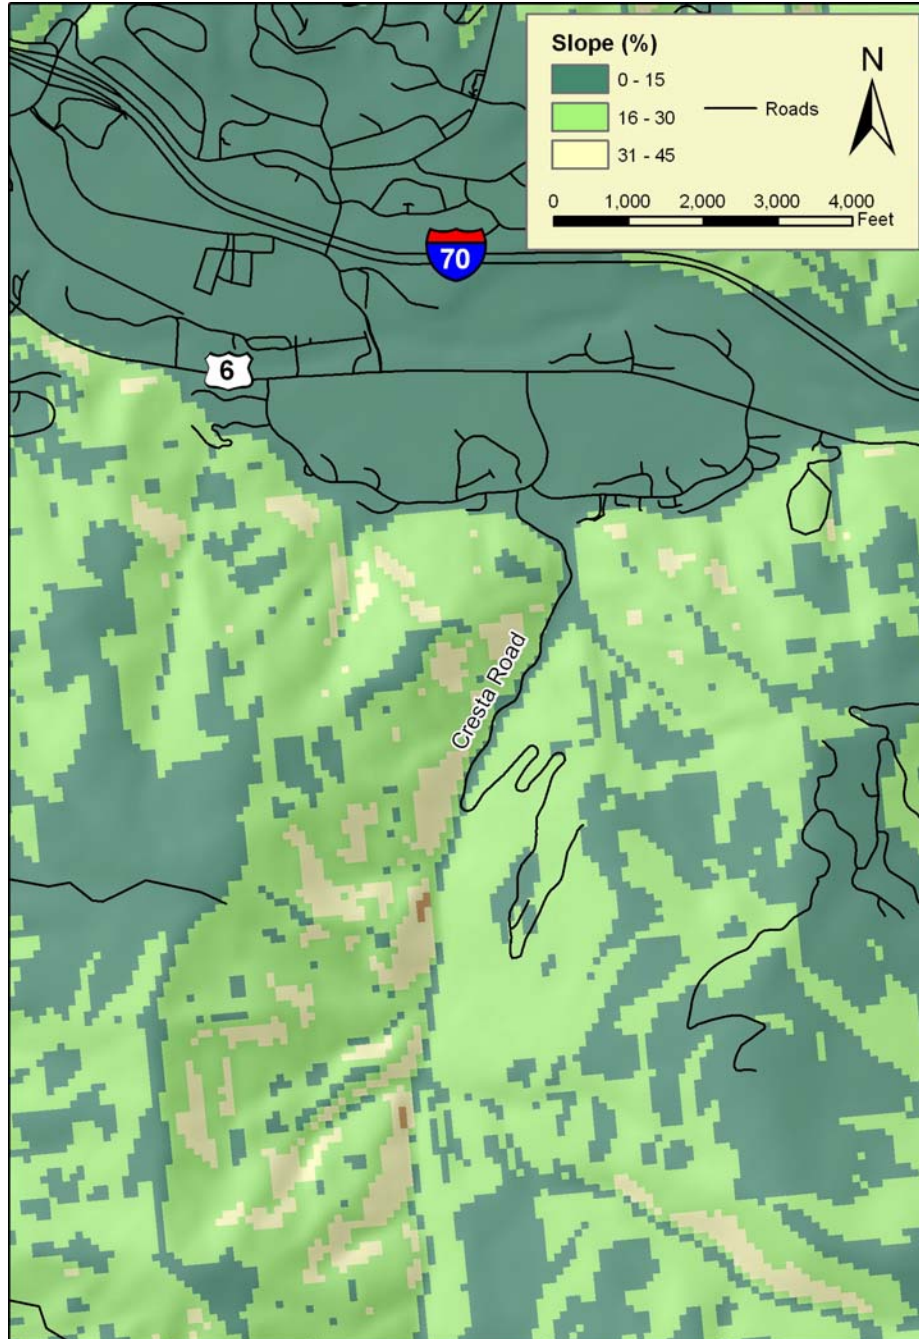 Slope (%)
0 - 15
16 - 30
31 - 45
Roads
N
0 1,000 2,000 3,000 4,000
Feet
70
6
Cresta Road